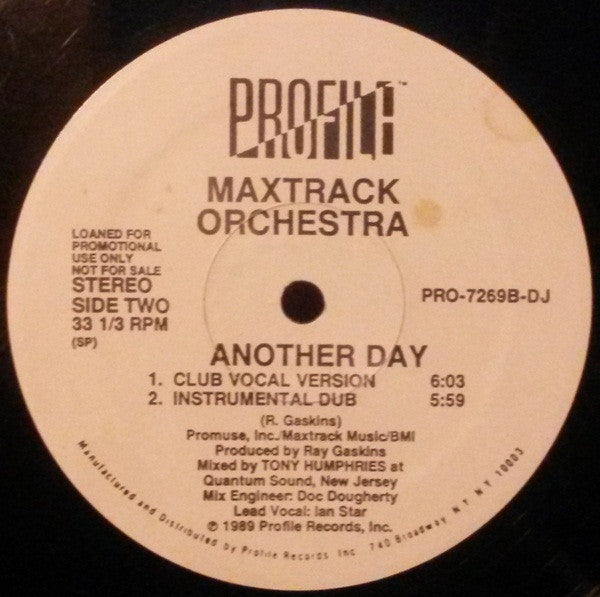 PROFILE™
MAXTRACK
ORCHESTRA
LOANED FOR
PROMOTIONAL
USE ONLY
NOT FOR SALE
STEREO
SIDE TWO
33 1/3 RPM
(SP)
PRO-7269B-DJ
ANOTHER DAY
1. CLUB VOCAL VERSION 6:03
2. INSTRUMENTAL DUB 5:59
(R. Gaskins)
Promuse, Inc./Maxtrack Music/BMI
Produced by Ray Gaskins
Mixed by TONY HUMPHRIES at
Quantum Sound, New Jersey
Mix Engineer: Doc Dougherty
Lead Vocal: Ian Star
℗ 1989 Profile Records, Inc.
Manufactured and Distributed by Profile Records Inc. 740 Broadway NY NY 10003